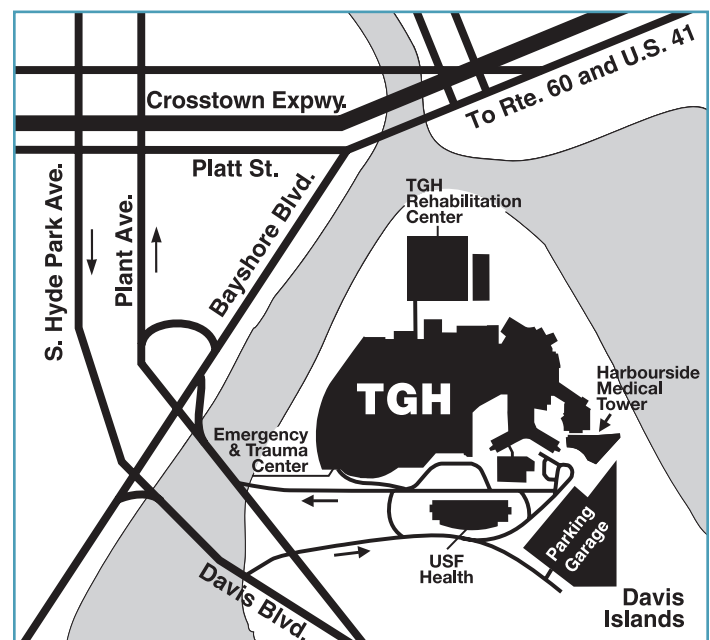 To Rte. 60 and U.S. 41
Crosstown Expwy.
Platt St.
S. Hyde Park Ave.
Plant Ave.
Bayshore Blvd.
TGH
Rehabilitation
Center
TGH
Harbourside
Medical
Tower
Emergency
& Trauma
Center
USF
Health
Parking
Garage
Davis Blvd.
Davis
Islands